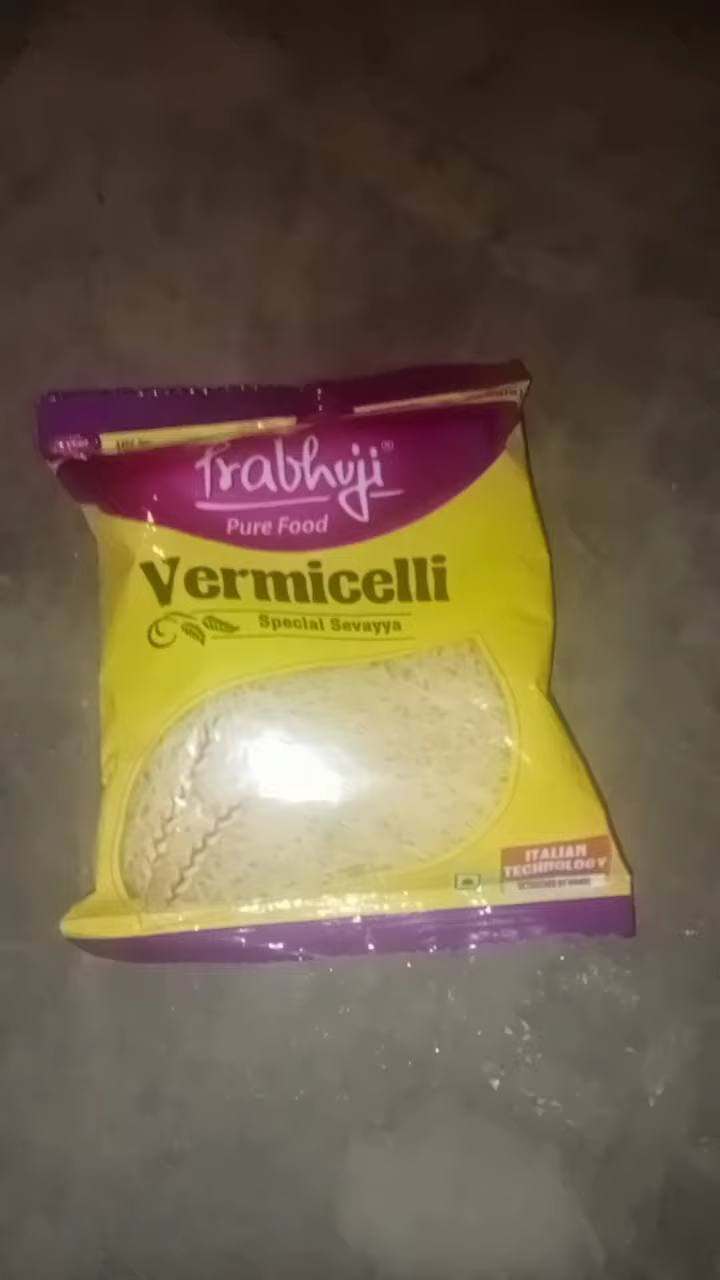 Prabhuji®
Pure Food
Vermicelli
Special Sevayya
ITALIAN
TECHNOLOGY